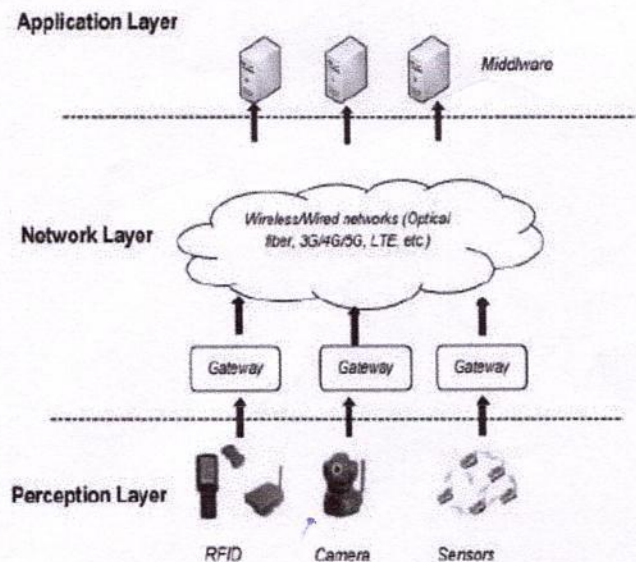 Application Layer
Middlware
Wireless/Wired networks (Optical
fiber, 3G/4G/5G, LTE, etc)
Network Layer
Gateway Gateway Gateway
Perception Layer
RFID Camera Sensors